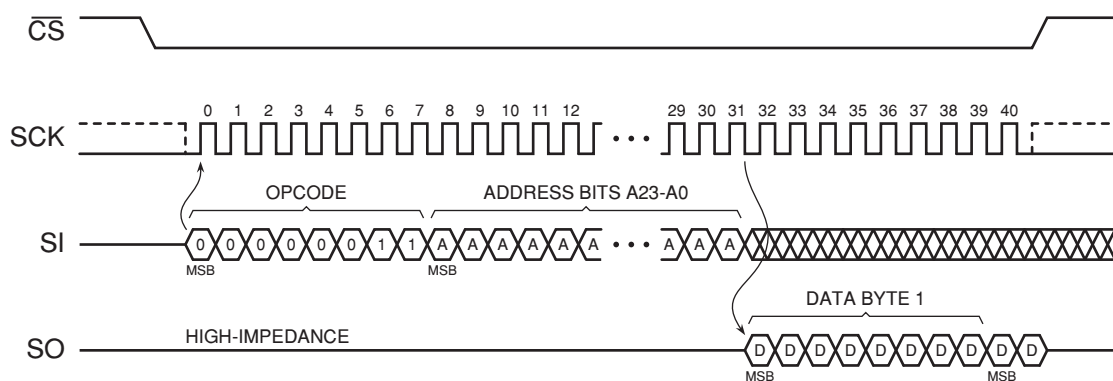 CS
0 1 2 3 4 5 6 7 8 9 10 11 12 29 30 31 32 33 34 35 36 37 38 39 40
SCK
OPCODE ADDRESS BITS A23-A0
SI 0 0 0 0 0 0 1 1 A A A A A A A A A
MSB MSB
DATA BYTE 1
HIGH-IMPEDANCE
SO D D D D D D D D D D
MSB MSB